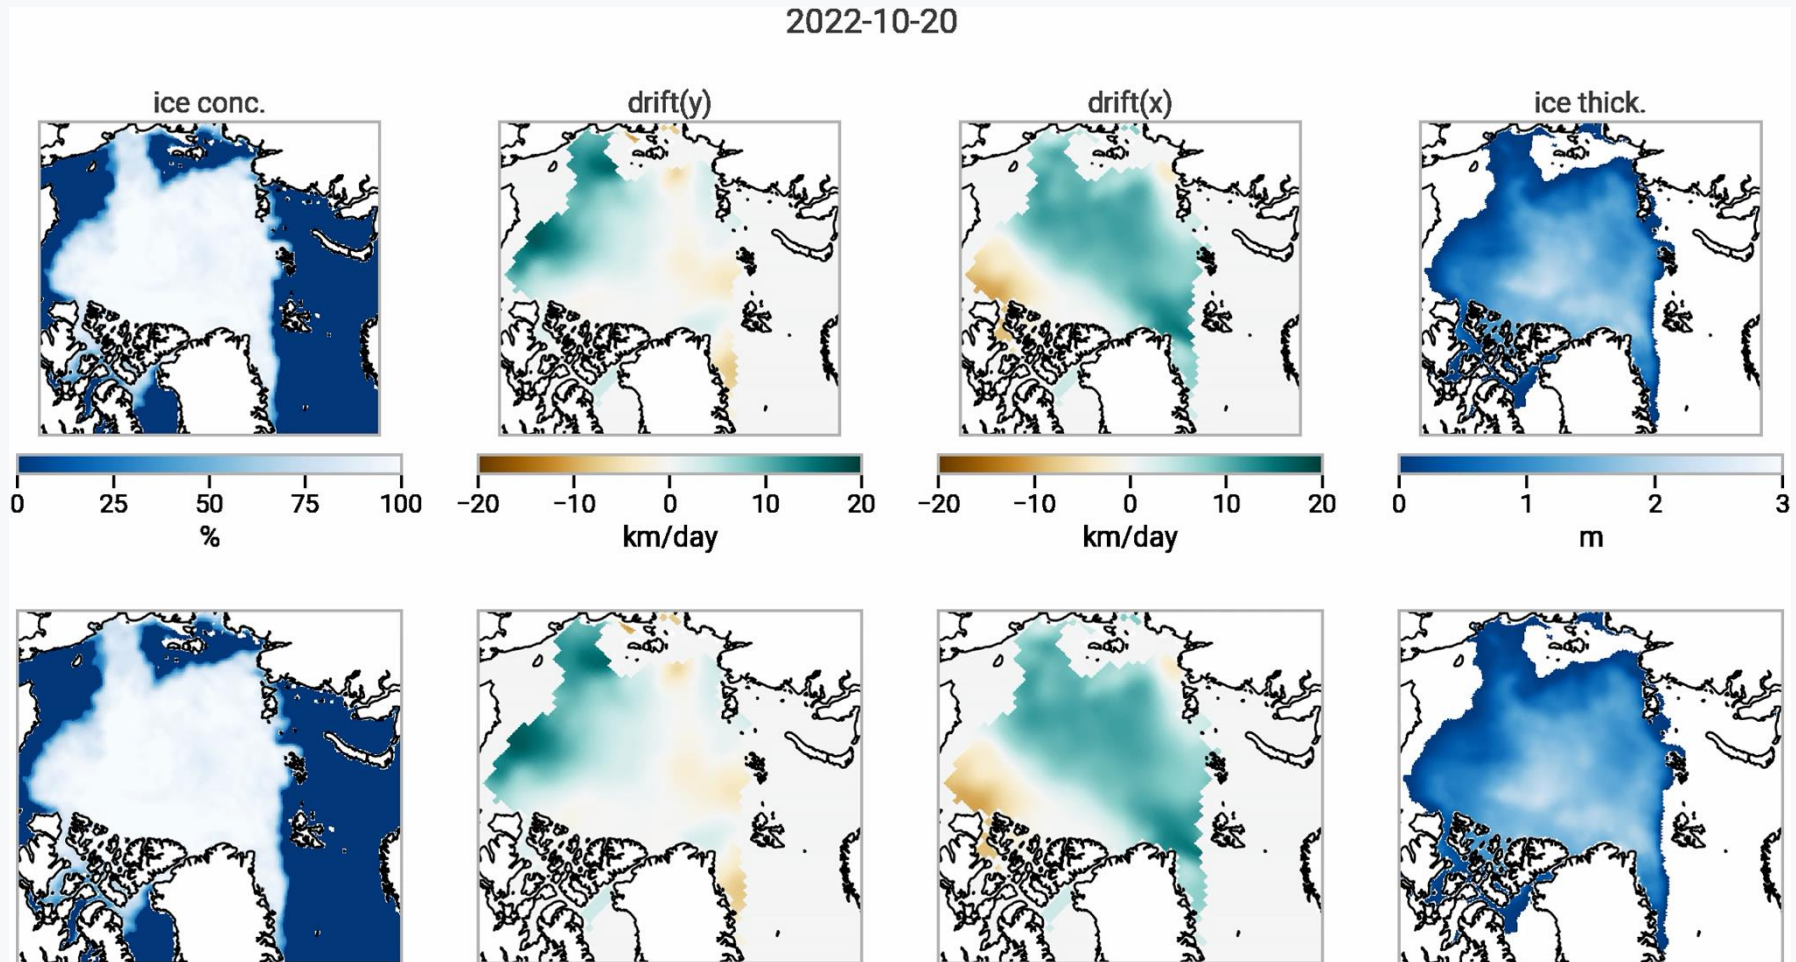 2022-10-20
ice conc. drift(y) drift(x) ice thick.
0 25 50 75 100 −20 −10 0 10 20 −20 −10 0 10 20 0 1 2 3
% km/day km/day m